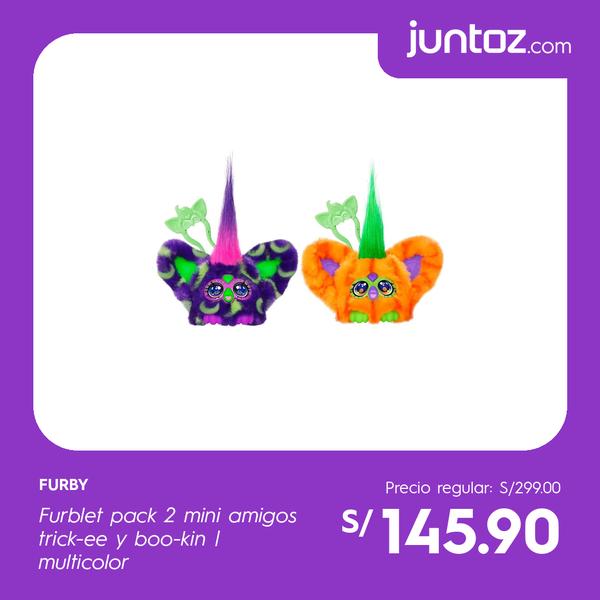 juntoz.com
FURBY
Furblet pack 2 mini amigos
trick-ee y boo-kin |
multicolor
Precio regular: S/299.00
S/145.90